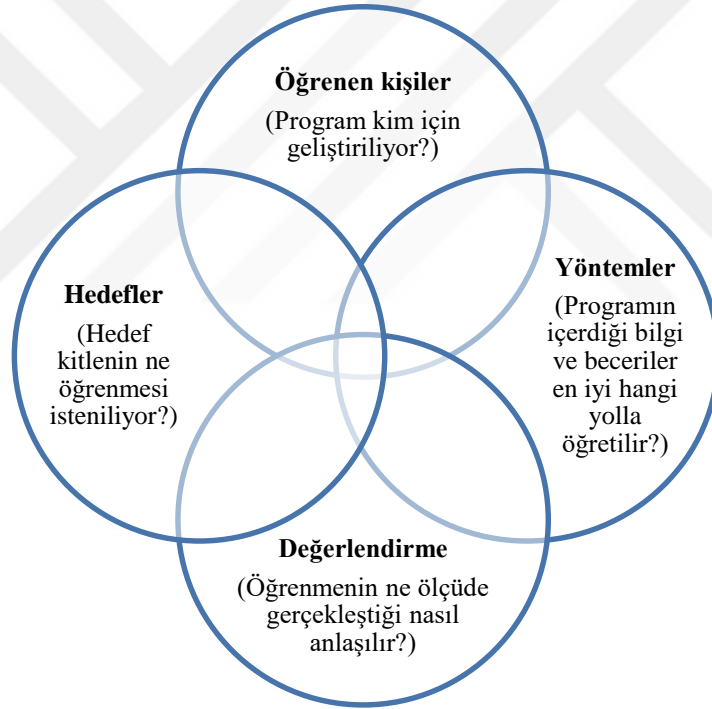 Öğrenen kişiler
(Program kim için
geliştiriliyor?)
Hedefler
(Hedef
kitlenin ne
öğrenmesi
isteniliyor?)
Yöntemler
(Programın
içerdiği bilgi
ve beceriler
en iyi hangi
yolla
öğretilir?)
Değerlendirme
(Öğrenmenin ne ölçüde
gerçekleştiği nasıl
anlaşılır?)